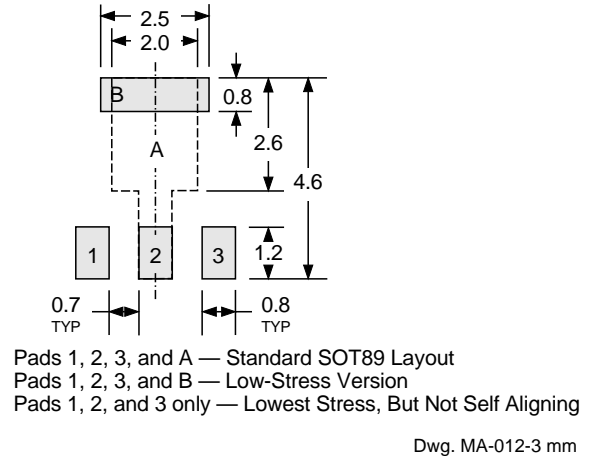 2.5
2.0
B
0.8
A
2.6
4.6
1 2 3 1.2
0.7 0.8
TYP TYP
Pads 1, 2, 3, and A — Standard SOT89 Layout
Pads 1, 2, 3, and B — Low-Stress Version
Pads 1, 2, and 3 only — Lowest Stress, But Not Self Aligning
Dwg. MA-012-3 mm